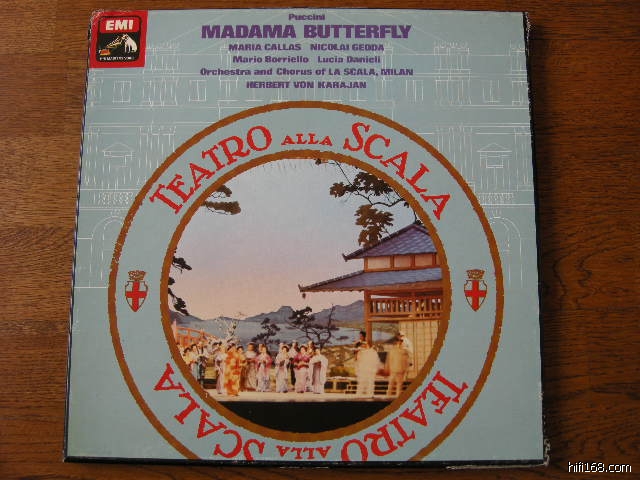 Puccini
EMI
MADAMA BUTTERFLY
MARIA CALLAS NICOLAI GEDDA
Mario Borriello Lucia Danieli
Orchestra and Chorus of LA SCALA, MILAN
HERBERT VON KARAJAN
TEATRO ALLA SCALA
TEATRO ALLA SCALA
hifi168.com